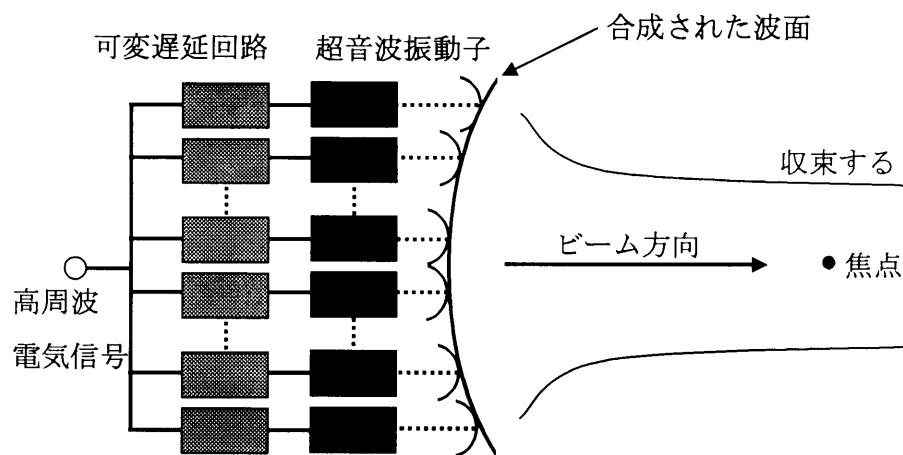 合成された波面
可変遅延回路
超音波振動子
収束する
ビーム方向
焦点
高周波
電気信号